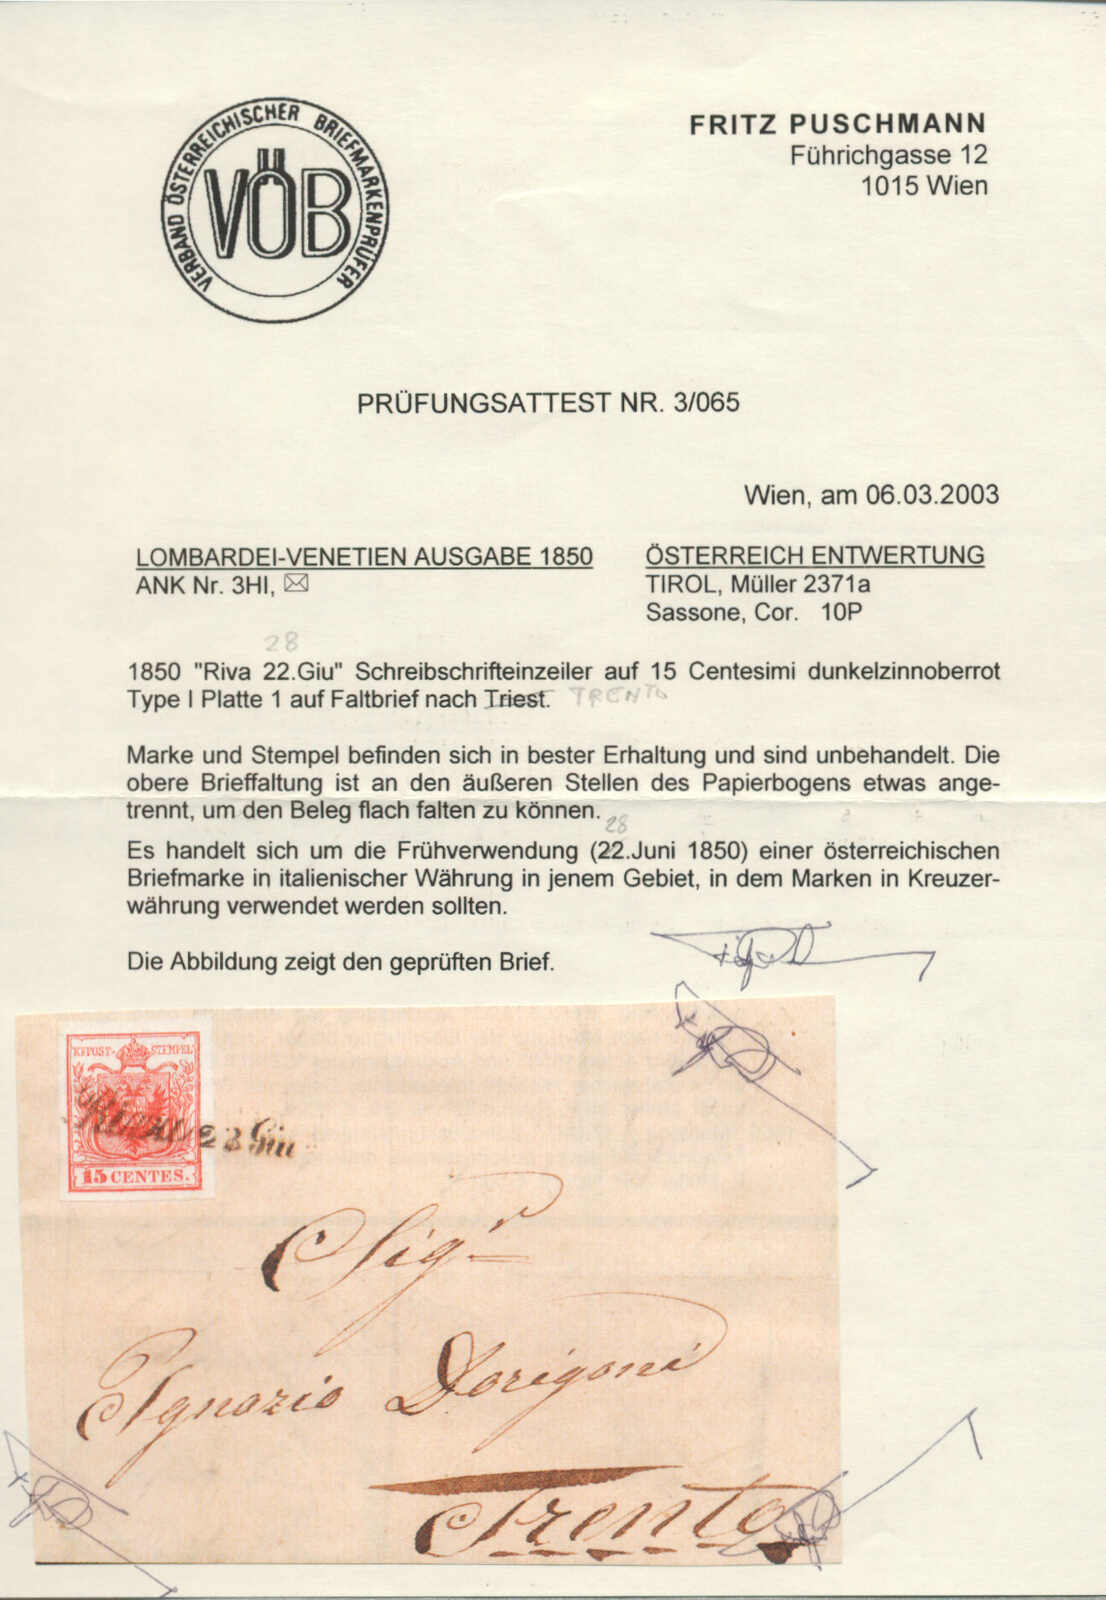 VERBAND ÖSTERREICHISCHER BRIEFMARKENPRÜFER
VÖB
FRITZ PUSCHMANN
Führichgasse 12
1015 Wien
PRÜFUNGSATTEST NR. 3/065
Wien, am 06.03.2003
LOMBARDEI-VENETIEN AUSGABE 1850
ANK Nr. 3HI,
ÖSTERREICH ENTWERTUNG
TIROL, Müller 2371a
Sassone, Cor. 10P
28
1850 "Riva 22.Giu" Schreibschrifteinzeiler auf 15 Centesimi dunkelzinnoberrot
Type I Platte 1 auf Faltbrief nach Triest. TRENTO
Marke und Stempel befinden sich in bester Erhaltung und sind unbehandelt. Die
obere Brieffaltung ist an den äußeren Stellen des Papierbogens etwas ange-
trennt, um den Beleg flach falten zu können.
28
Es handelt sich um die Frühverwendung (22.Juni 1850) einer österreichischen
Briefmarke in italienischer Währung in jenem Gebiet, in dem Marken in Kreuzer-
währung verwendet werden sollten.
Die Abbildung zeigt den geprüften Brief.
KKPOST-STEMPEL
Riva 28 Giu
15 CENTES.
Sigr
Ignazio Dorigoni
Trento